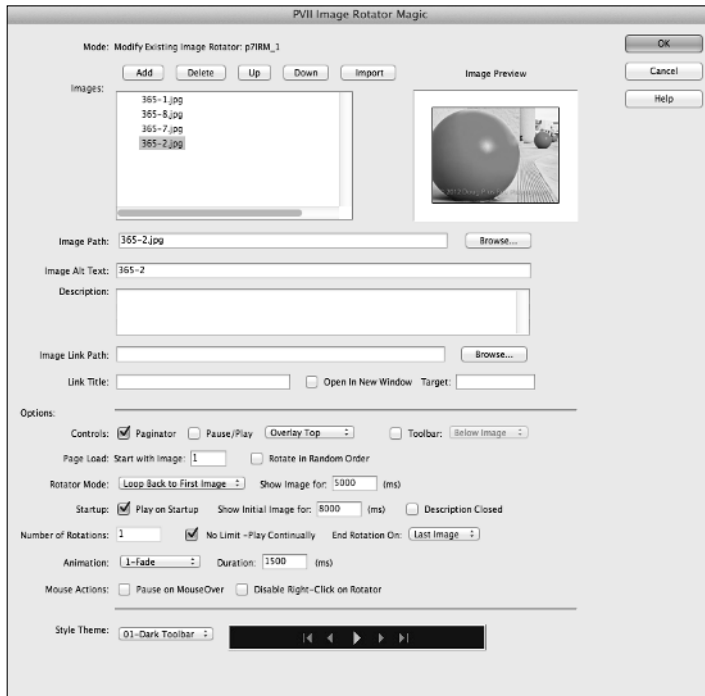 PVII Image Rotator Magic
Mode: Modify Existing Image Rotator: p7IRM_1
OK
Add Delete Up Down Import
Image Preview
Cancel
Images:
Help
365-1.jpg
365-8.jpg
365-7.jpg
365-2.jpg
Image Path: 365-2.jpg Browse...
Image Alt Text: 365-2
Description:
Image Link Path: Browse...
Link Title: Open In New Window Target:
Options:
Controls: Paginator Pause/Play Overlay Top Toolbar: Below Image
Page Load: Start with Image: 1 Rotate in Random Order
Rotator Mode: Loop Back to First Image Show Image for: 5000 (ms)
Startup: Play on Startup Show Initial Image for: 8000 (ms) Description Closed
Number of Rotations: 1 No Limit -Play Continually End Rotation On: Last Image
Animation: 1-Fade Duration: 1500 (ms)
Mouse Actions: Pause on MouseOver Disable Right-Click on Rotator
Style Theme: 01-Dark Toolbar